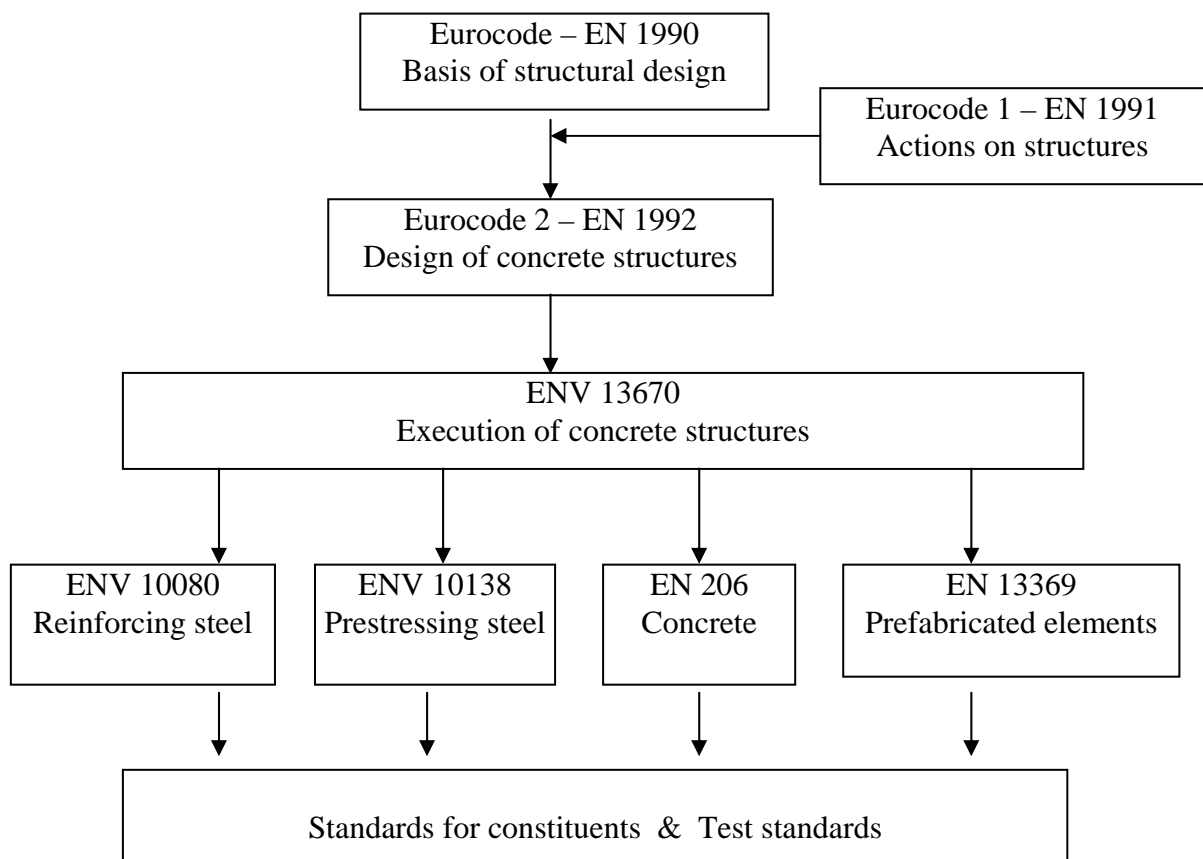 Eurocode – EN 1990
Basis of structural design
Eurocode 1 – EN 1991
Actions on structures
Eurocode 2 – EN 1992
Design of concrete structures
ENV 13670
Execution of concrete structures
ENV 10080
Reinforcing steel
ENV 10138
Prestressing steel
EN 206
Concrete
EN 13369
Prefabricated elements
Standards for constituents & Test standards